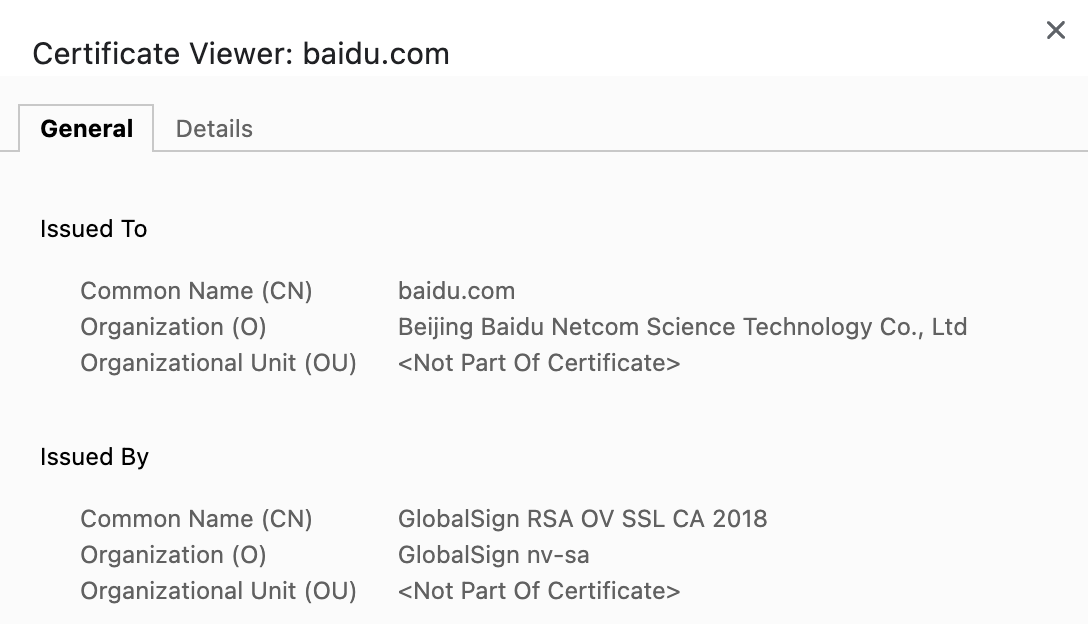 Certificate Viewer: baidu.com
General Details
Issued To
Common Name (CN) baidu.com
Organization (O) Beijing Baidu Netcom Science Technology Co., Ltd
Organizational Unit (OU) <Not Part Of Certificate>
Issued By
Common Name (CN) GlobalSign RSA OV SSL CA 2018
Organization (O) GlobalSign nv-sa
Organizational Unit (OU) <Not Part Of Certificate>